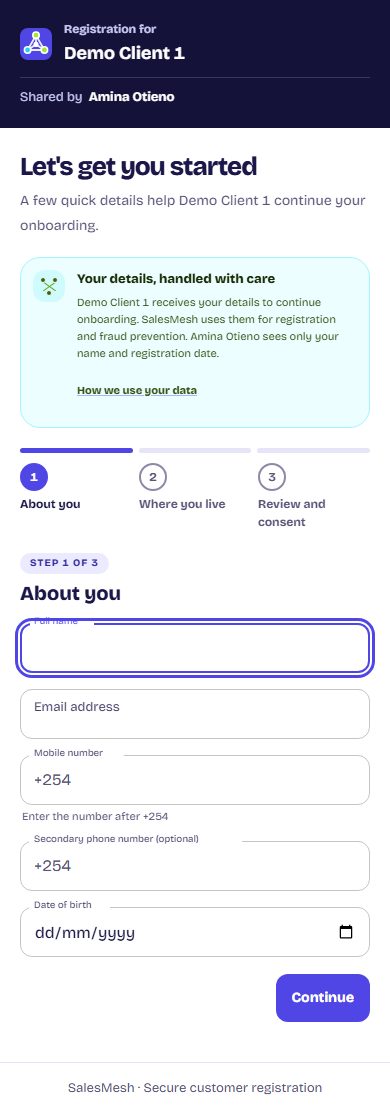 Registration for
Demo Client 1
Shared by Amina Otieno
Let's get you started
A few quick details help Demo Client 1 continue your
onboarding.
Your details, handled with care
Demo Client 1 receives your details to continue
onboarding. SalesMesh uses them for registration
and fraud prevention. Amina Otieno sees only your
name and registration date.
How we use your data
1
2
3
About you
Where you live
Review and
consent
STEP 1 OF 3
About you
Full name
Email address
Mobile number
+254
Enter the number after +254
Secondary phone number (optional)
+254
Date of birth
dd/mm/yyyy
Continue
SalesMesh · Secure customer registration